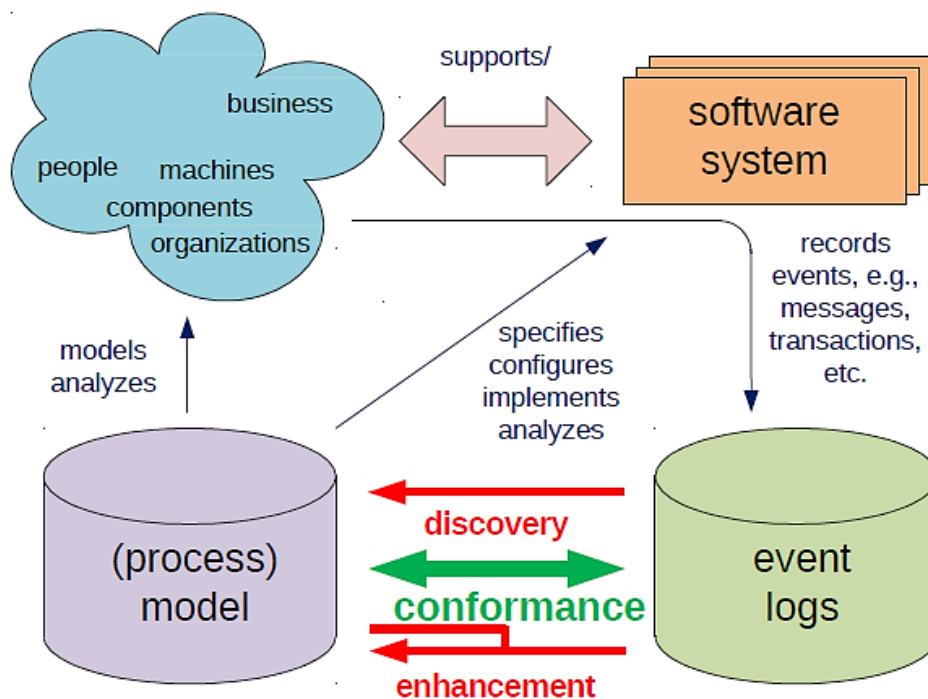 supports/
business
people
machines
components
organizations
software
system
records
events, e.g.,
messages,
transactions,
etc.
models
analyzes
specifies
configures
implements
analyzes
discovery
(process)
model
conformance
event
logs
enhancement